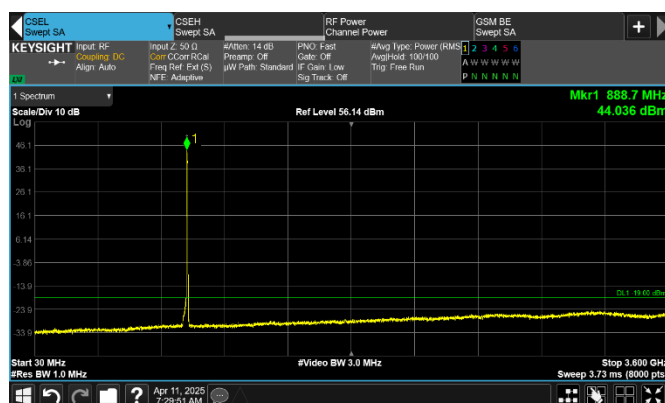 CSEL
Swept SA
CSEH
Swept SA
RF Power
Channel Power
GSM BE
Swept SA
+
KEYSIGHT
Input: RF
Coupling: DC
Align: Auto
Input Z: 50 Ω
Corr CCorr RCal
Freq Ref: Ext (S)
NFE: Adaptive
#Atten: 14 dB
Preamp: Off
µW Path: Standard
PNO: Fast
Gate: Off
IF Gain: Low
Sig Track: Off
#Avg Type: Power (RMS)
Avg|Hold: 100/100
Trig: Free Run
1 2 3 4 5 6
A W W W W W
P N N N N N
1 Spectrum
Scale/Div 10 dB
Ref Level 56.14 dBm
Mkr1 888.7 MHz
44.036 dBm
Log
1
46.1
36.1
26.1
16.1
6.14
-3.86
-13.9
-23.9
-33.9
DL1 -19.00 dBm
Start 30 MHz
#Res BW 1.0 MHz
#Video BW 3.0 MHz
Stop 3.600 GHz
Sweep 3.73 ms (8000 pts)
?
Apr 11, 2025
7:29:51 AM